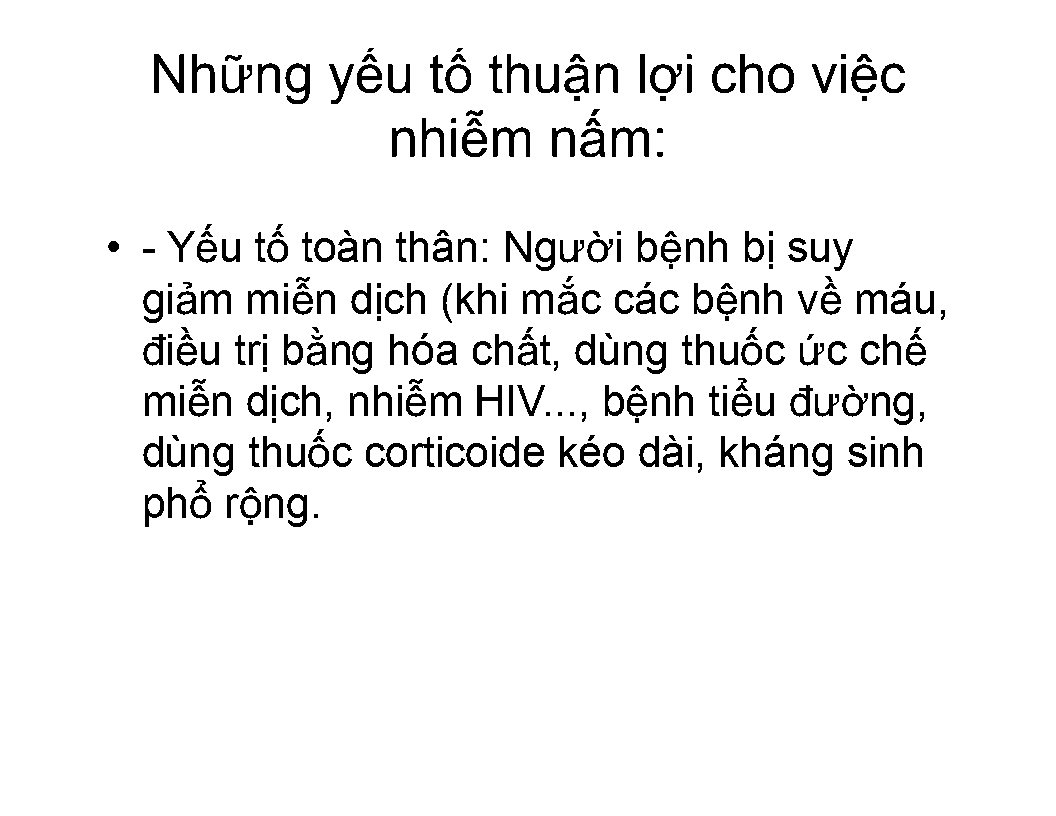 Những yếu tố thuận lợi cho việc
nhiễm nấm:
• - Yếu tố toàn thân: Người bệnh bị suy
giảm miễn dịch (khi mắc các bệnh về máu,
điều trị bằng hóa chất, dùng thuốc ức chế
miễn dịch, nhiễm HIV..., bệnh tiểu đường,
dùng thuốc corticoide kéo dài, kháng sinh
phổ rộng.